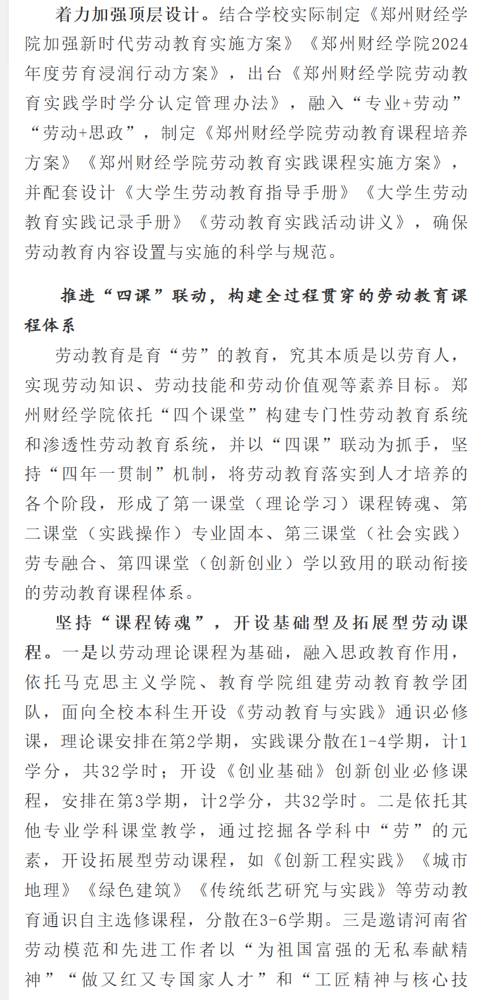 着力加强顶层设计。结合学校实际制定《郑州财经学
院加强新时代劳动教育实施方案》《郑州财经学院2024
年度劳育浸润行动方案》，出台《郑州财经学院劳动教
育实践学时学分认定管理办法》，融入“专业+劳动”
“劳动+思政”，制定《郑州财经学院劳动教育课程培养
方案》《郑州财经学院劳动教育实践课程实施方案》，
并配套设计《大学生劳动教育指导手册》《大学生劳动
教育实践记录手册》《劳动教育实践活动讲义》，确保
劳动教育内容设置与实施的科学与规范。
推进“四课”联动，构建全过程贯穿的劳动教育课
程体系
劳动教育是育“劳”的教育，究其本质是以劳育人，
实现劳动知识、劳动技能和劳动价值观等素养目标。郑
州财经学院依托“四个课堂”构建专门性劳动教育系统
和渗透性劳动教育系统，并以“四课”联动为抓手，坚
持“四年一贯制”机制，将劳动教育落实到人才培养的
各个阶段，形成了第一课堂（理论学习）课程铸魂、第
二课堂（实践操作）专业固本、第三课堂（社会实践）
劳专融合、第四课堂（创新创业）学以致用的联动衔接
的劳动教育课程体系。
坚持“课程铸魂”，开设基础型及拓展型劳动课
程。一是以劳动理论课程为基础，融入思政教育作用，
依托马克思主义学院、教育学院组建劳动教育教学团
队，面向全校本科生开设《劳动教育与实践》通识必修
课，理论课安排在第2学期，实践课分散在1-4学期，计1
学分，共32学时；开设《创业基础》创新创业必修课
程，安排在第3学期，计2学分，共32学时。二是依托其
他专业学科课堂教学，通过挖掘各学科中“劳”的元
素，开设拓展型劳动课程，如《创新工程实践》《城市
地理》《绿色建筑》《传统纸艺研究与实践》等劳动教
育通识自主选修课程，分散在3-6学期。三是邀请河南省
劳动模范和先进工作者以“为祖国富强的无私奉献精
神”“做又红又专国家人才”和“工匠精神与核心技